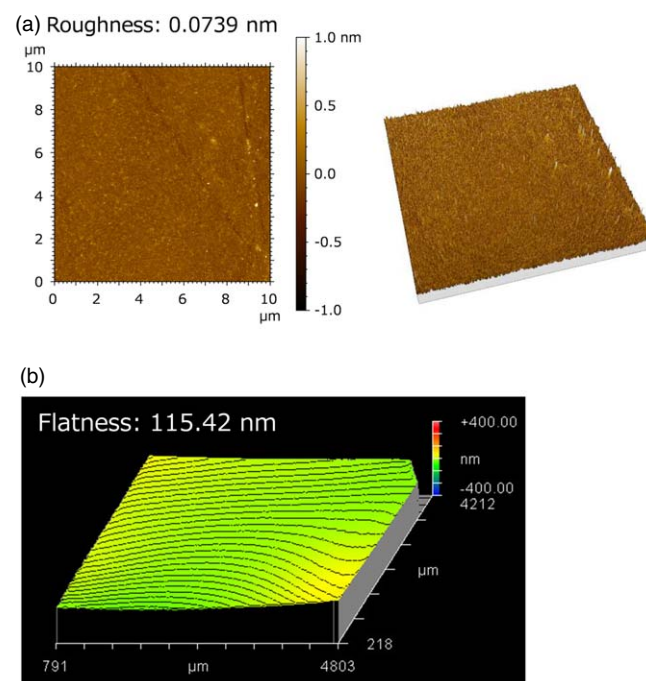 (a) Roughness: 0.0739 nm
µm
10
8
6
4
2
0
0 2 4 6 8 10
µm
1.0 nm
0.5
0.0
-0.5
-1.0
(b)
Flatness: 115.42 nm
+400.00
nm
-400.00
4212
µm
218
791 µm 4803